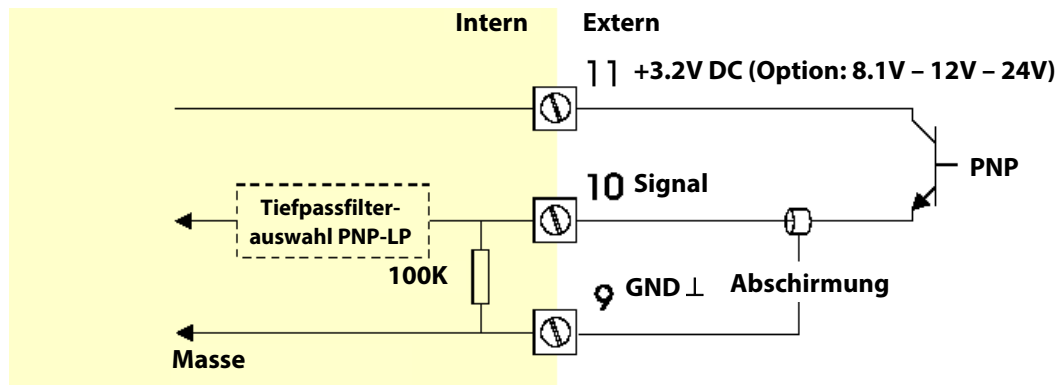 Intern Extern
11 +3.2V DC (Option: 8.1V – 12V – 24V)
PNP
10 Signal
Tiefpassfilter-
auswahl PNP-LP
100K
9 GND ⊥ Abschirmung
Masse